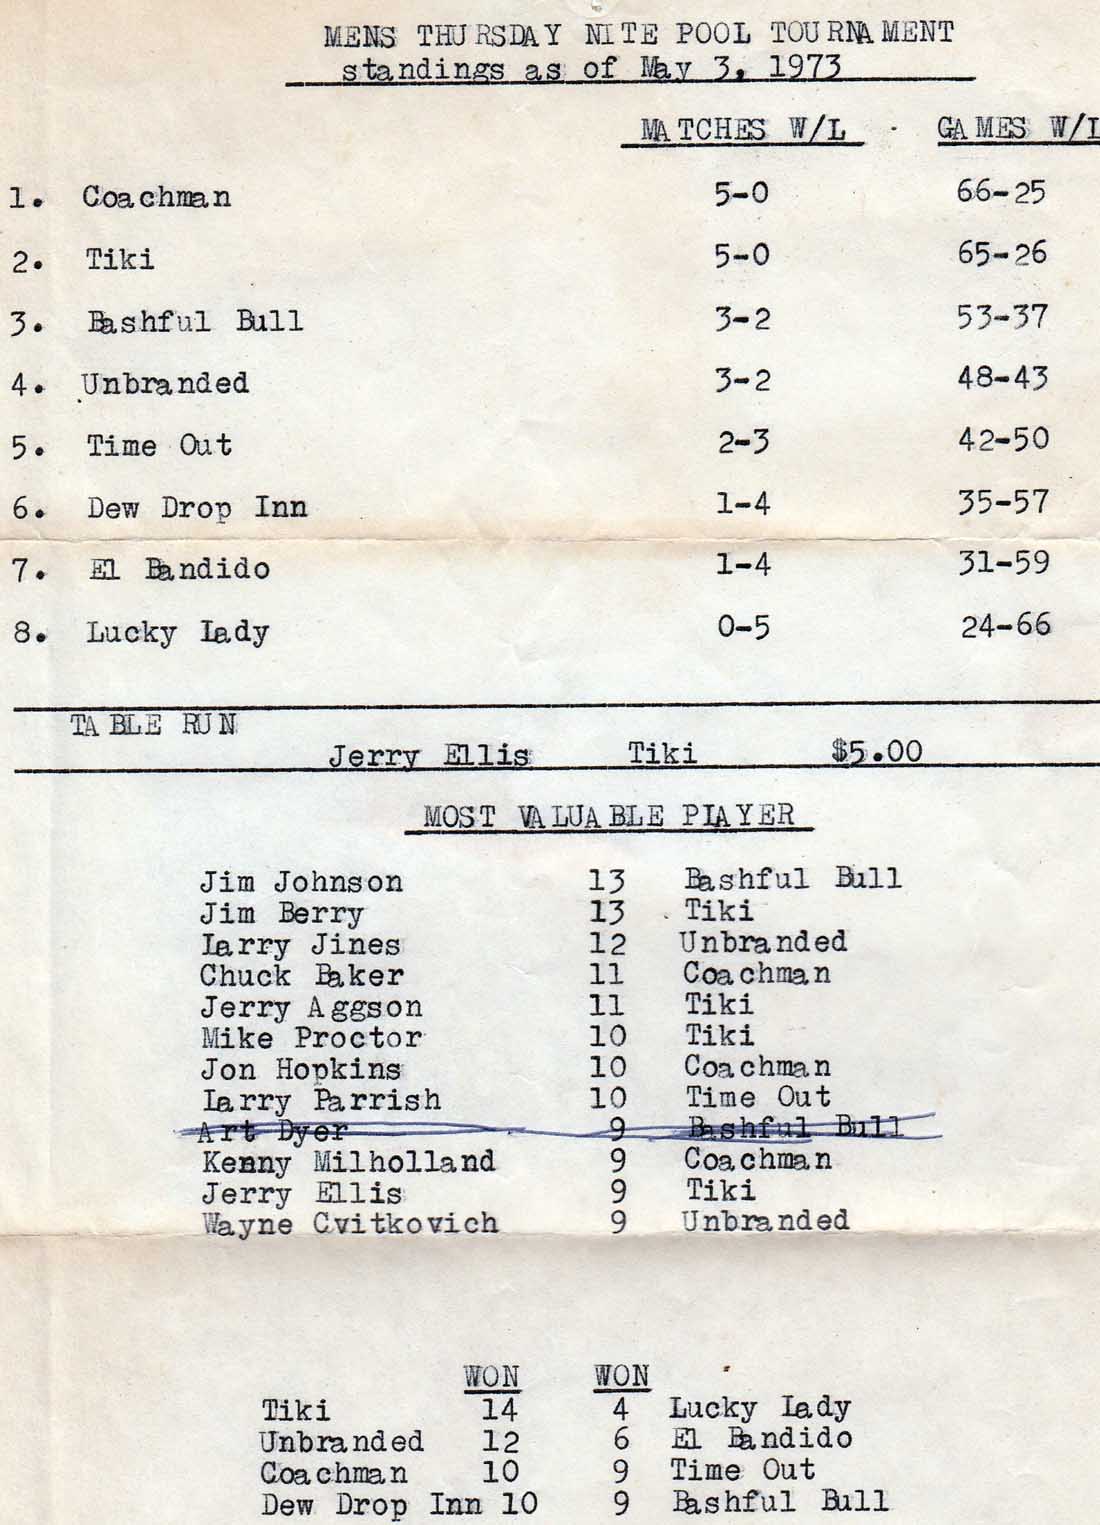 MENS THURSDAY NITE POOL TOURNAMENT
standings as of May 3, 1973
MATCHES W/L GAMES W/L
1. Coachman 5-0 66-25
2. Tiki 5-0 65-26
3. Bashful Bull 3-2 53-37
4. Unbranded 3-2 48-43
5. Time Out 2-3 42-50
6. Dew Drop Inn 1-4 35-57
7. El Bandido 1-4 31-59
8. Lucky Lady 0-5 24-66
TABLE RUN
Jerry Ellis Tiki $5.00
MOST VALUABLE PLAYER
Jim Johnson 13 Bashful Bull
Jim Berry 13 Tiki
Larry Jines 12 Unbranded
Chuck Baker 11 Coachman
Jerry Aggson 11 Tiki
Mike Proctor 10 Tiki
Jon Hopkins 10 Coachman
Larry Parrish 10 Time Out
Art Dyer 9 Bashful Bull
Kenny Milholland 9 Coachman
Jerry Ellis 9 Tiki
Wayne Cvitkovich 9 Unbranded
WON WON
Tiki 14 4 Lucky Lady
Unbranded 12 6 El Bandido
Coachman 10 9 Time Out
Dew Drop Inn 10 9 Bashful Bull